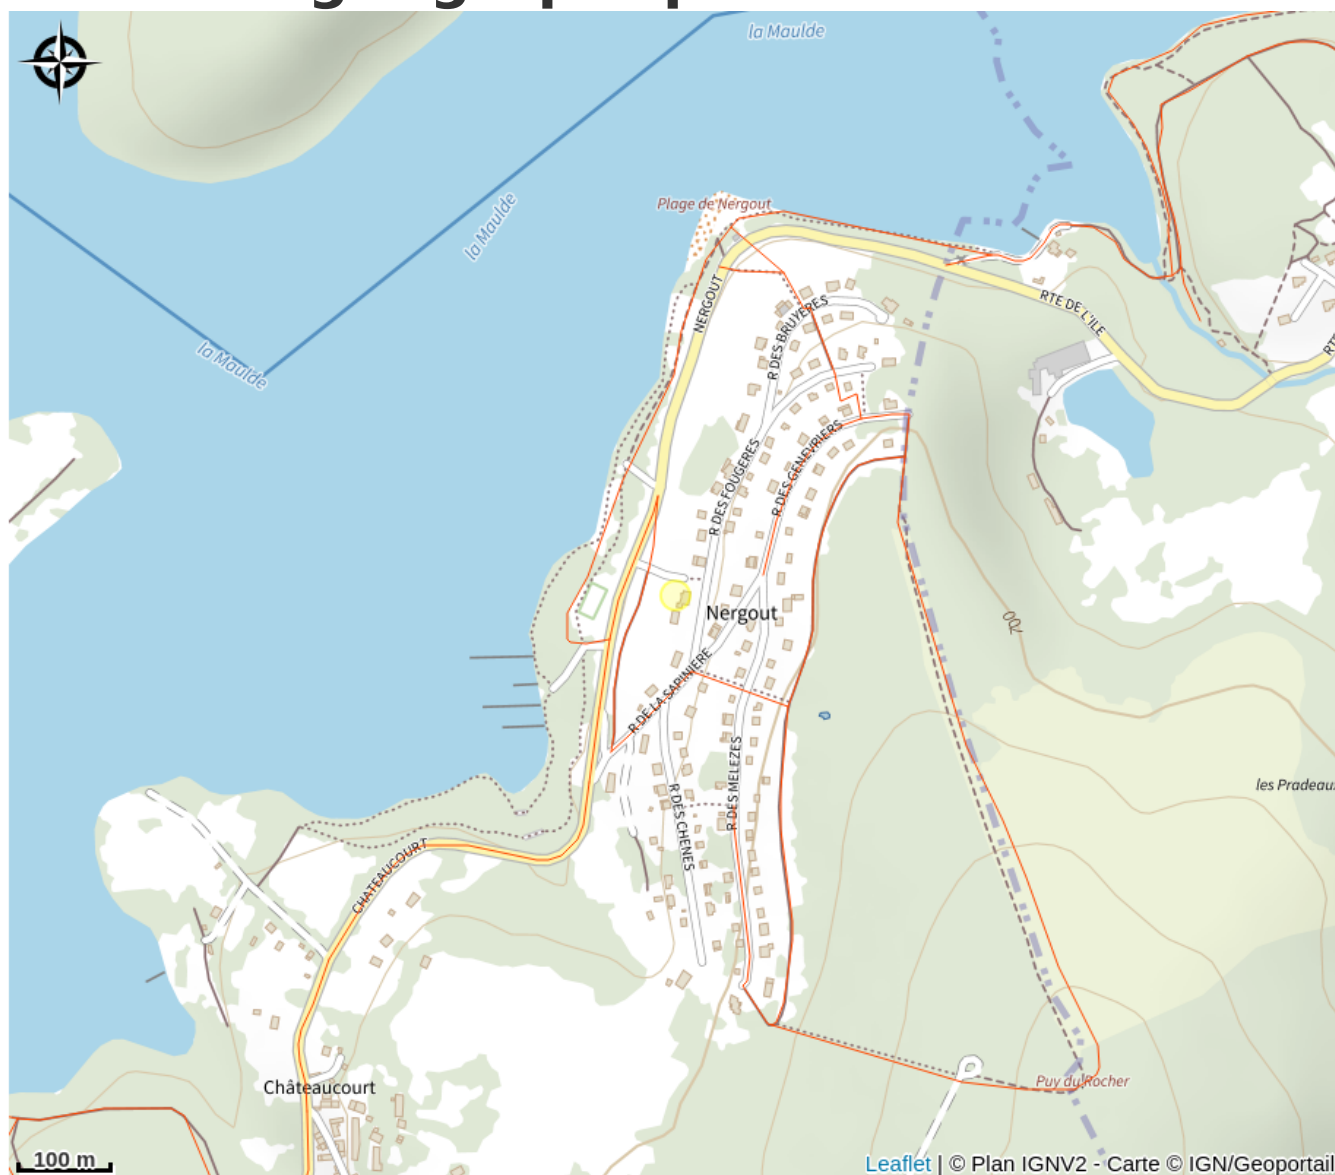 la Maulde
Plage de Nergout
la Maulde
NERGOUT
R DES BRUYERES
RTE DE L'ILE
la Maulde
R DES FOUGERES
R DES GENEVRIERS
Nergout
700
R DE LA SAPINIERE
R DES MELEZES
les Pradeau
R DES CHENES
CHATEAUCOURT
Châteaucourt
Puy du Rocher
100 m
Leaflet | © Plan IGNV2 - Carte © IGN/Geoportail